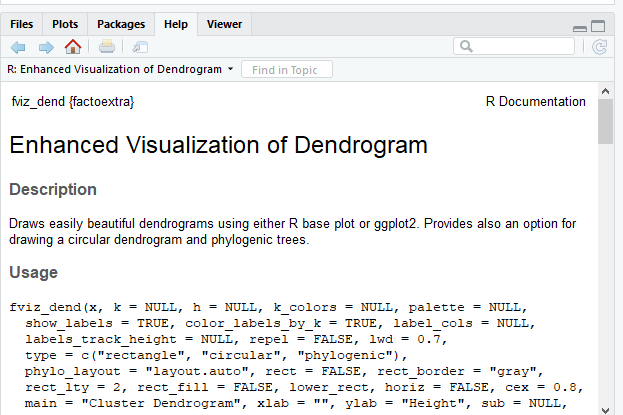 Files Plots Packages Help Viewer
R: Enhanced Visualization of Dendrogram Find in Topic
fviz_dend {factoextra} R Documentation
Enhanced Visualization of Dendrogram
Description
Draws easily beautiful dendrograms using either R base plot or ggplot2. Provides also an option for
drawing a circular dendrogram and phylogenic trees.
Usage
fviz_dend(x, k = NULL, h = NULL, k_colors = NULL, palette = NULL,
show_labels = TRUE, color_labels_by_k = TRUE, label_cols = NULL,
labels_track_height = NULL, repel = FALSE, lwd = 0.7,
type = c("rectangle", "circular", "phylogenic"),
phylo_layout = "layout.auto", rect = FALSE, rect_border = "gray",
rect_lty = 2, rect_fill = FALSE, lower_rect, horiz = FALSE, cex = 0.8,
main = "Cluster Dendrogram", xlab = "", ylab = "Height", sub = NULL,